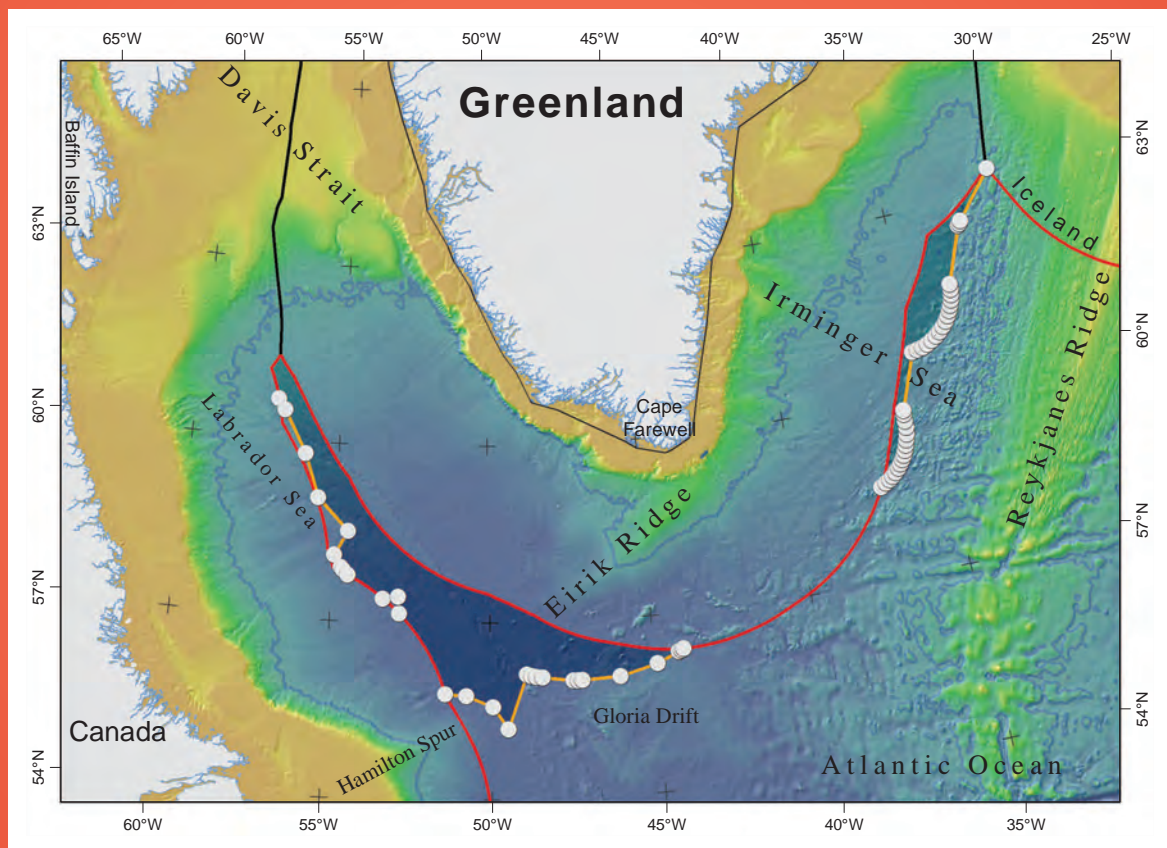 65°W 60°W 55°W 50°W 45°W 40°W 35°W 30°W 25°W
Davis Strait
Greenland
Baffin Island
63°N
63°N
Iceland
Irminger Sea
Reykjanes Ridge
60°N
60°N
Labrador Sea
Cape
Farewell
Eirik Ridge
57°N
57°N
Gloria Drift
54°N
54°N
Canada
Hamilton Spur
Atlantic Ocean
60°W 55°W 50°W 45°W 40°W 35°W